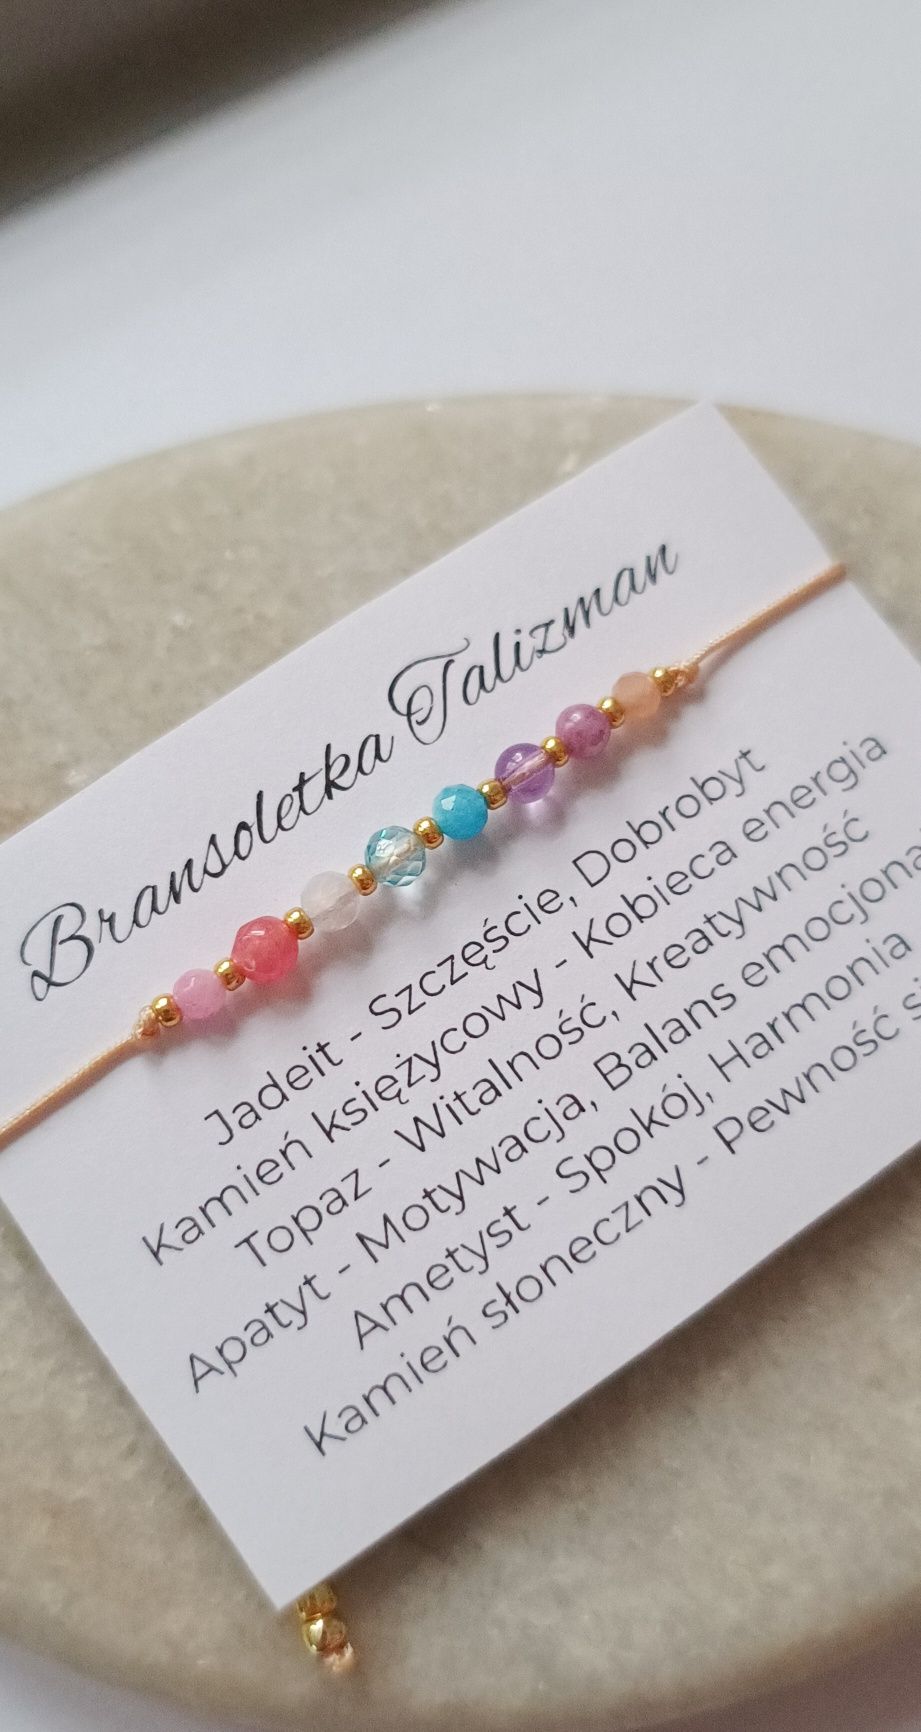 Bransoletka Talizman
Jadeit - Szczęście, Dobrobyt
Kamień księżycowy - Kobieca energia
Topaz - Witalność, Kreatywność
Apatyt - Motywacja, Balans
Ametyst - Spokój, Harmonia
Kamień słoneczny - Pewność